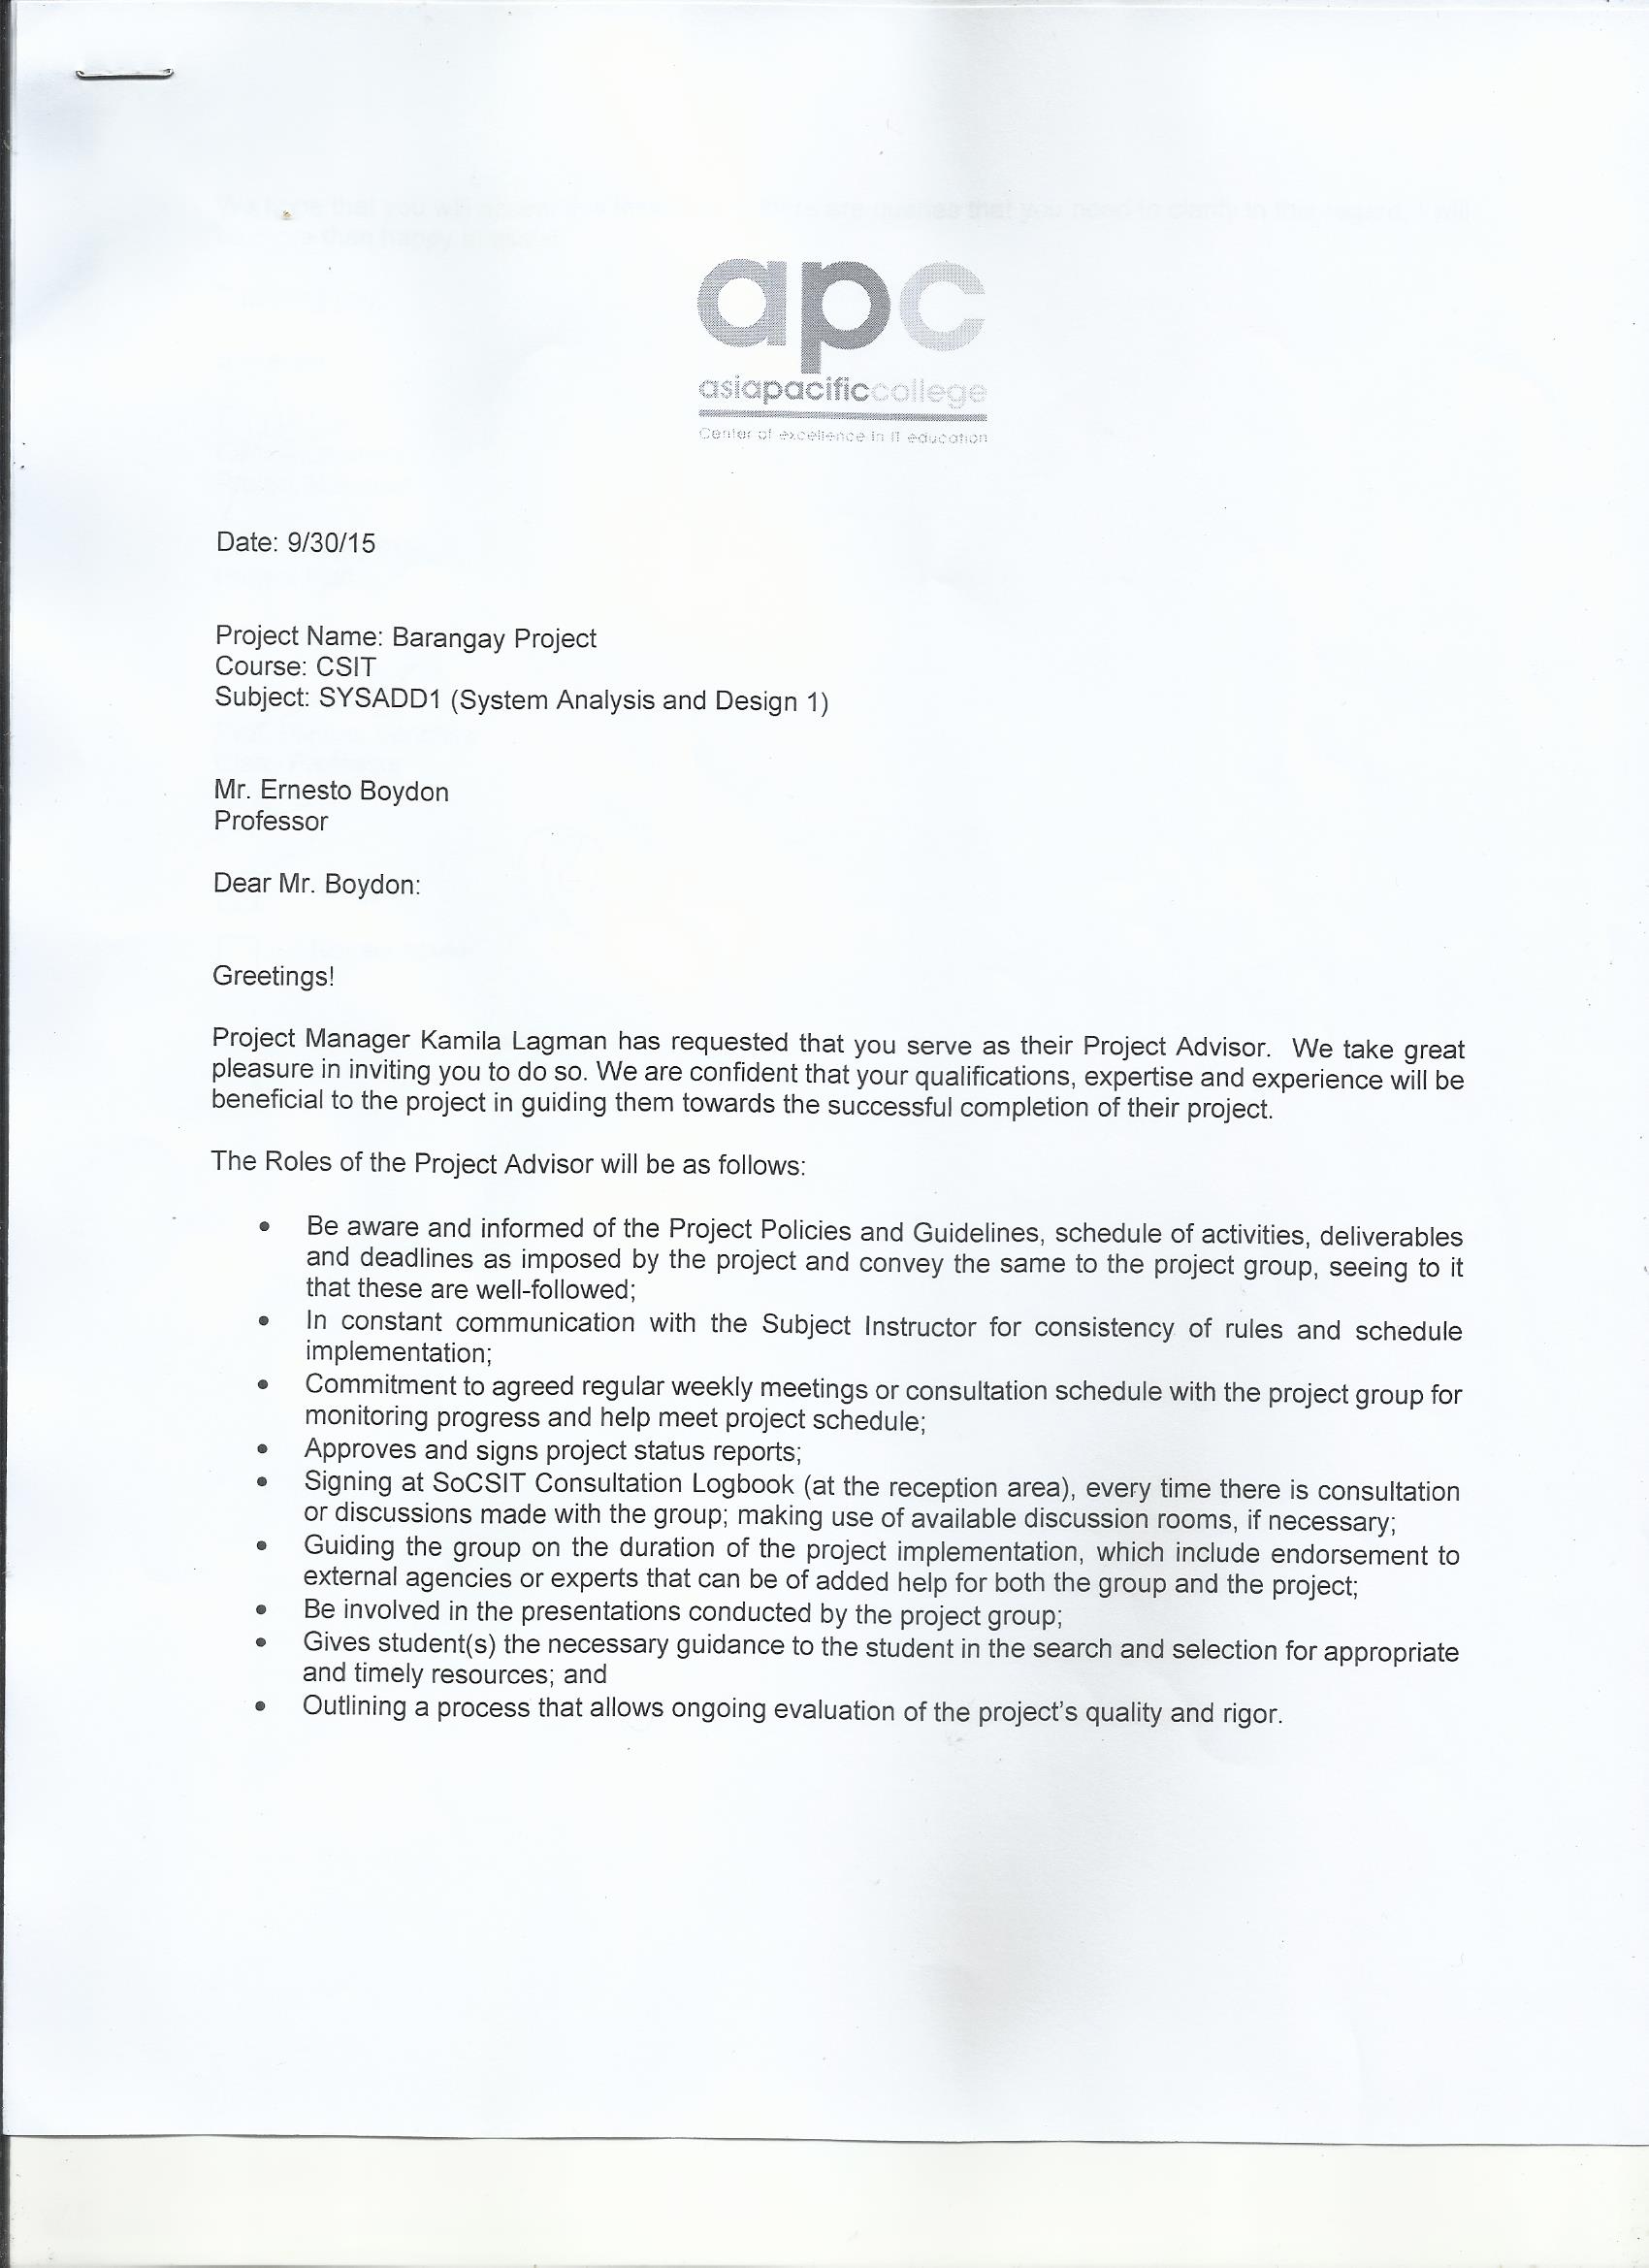 apc
asiapacificcollege
Center of excellence in IT education
Date: 9/30/15
Project Name: Barangay Project
Course: CSIT
Subject: SYSADD1 (System Analysis and Design 1)
Mr. Ernesto Boydon
Professor
Dear Mr. Boydon:
Greetings!
Project Manager Kamila Lagman has requested that you serve as their Project Advisor. We take great
pleasure in inviting you to do so. We are confident that your qualifications, expertise and experience will be
beneficial to the project in guiding them towards the successful completion of their project.
The Roles of the Project Advisor will be as follows:
• Be aware and informed of the Project Policies and Guidelines, schedule of activities, deliverables
and deadlines as imposed by the project and convey the same to the project group, seeing to it
that these are well-followed;
• In constant communication with the Subject Instructor for consistency of rules and schedule
implementation;
• Commitment to agreed regular weekly meetings or consultation schedule with the project group for
monitoring progress and help meet project schedule;
• Approves and signs project status reports;
• Signing at SoCSIT Consultation Logbook (at the reception area), every time there is consultation
or discussions made with the group; making use of available discussion rooms, if necessary;
• Guiding the group on the duration of the project implementation, which include endorsement to
external agencies or experts that can be of added help for both the group and the project;
• Be involved in the presentations conducted by the project group;
• Gives student(s) the necessary guidance to the student in the search and selection for appropriate
and timely resources; and
• Outlining a process that allows ongoing evaluation of the project's quality and rigor.